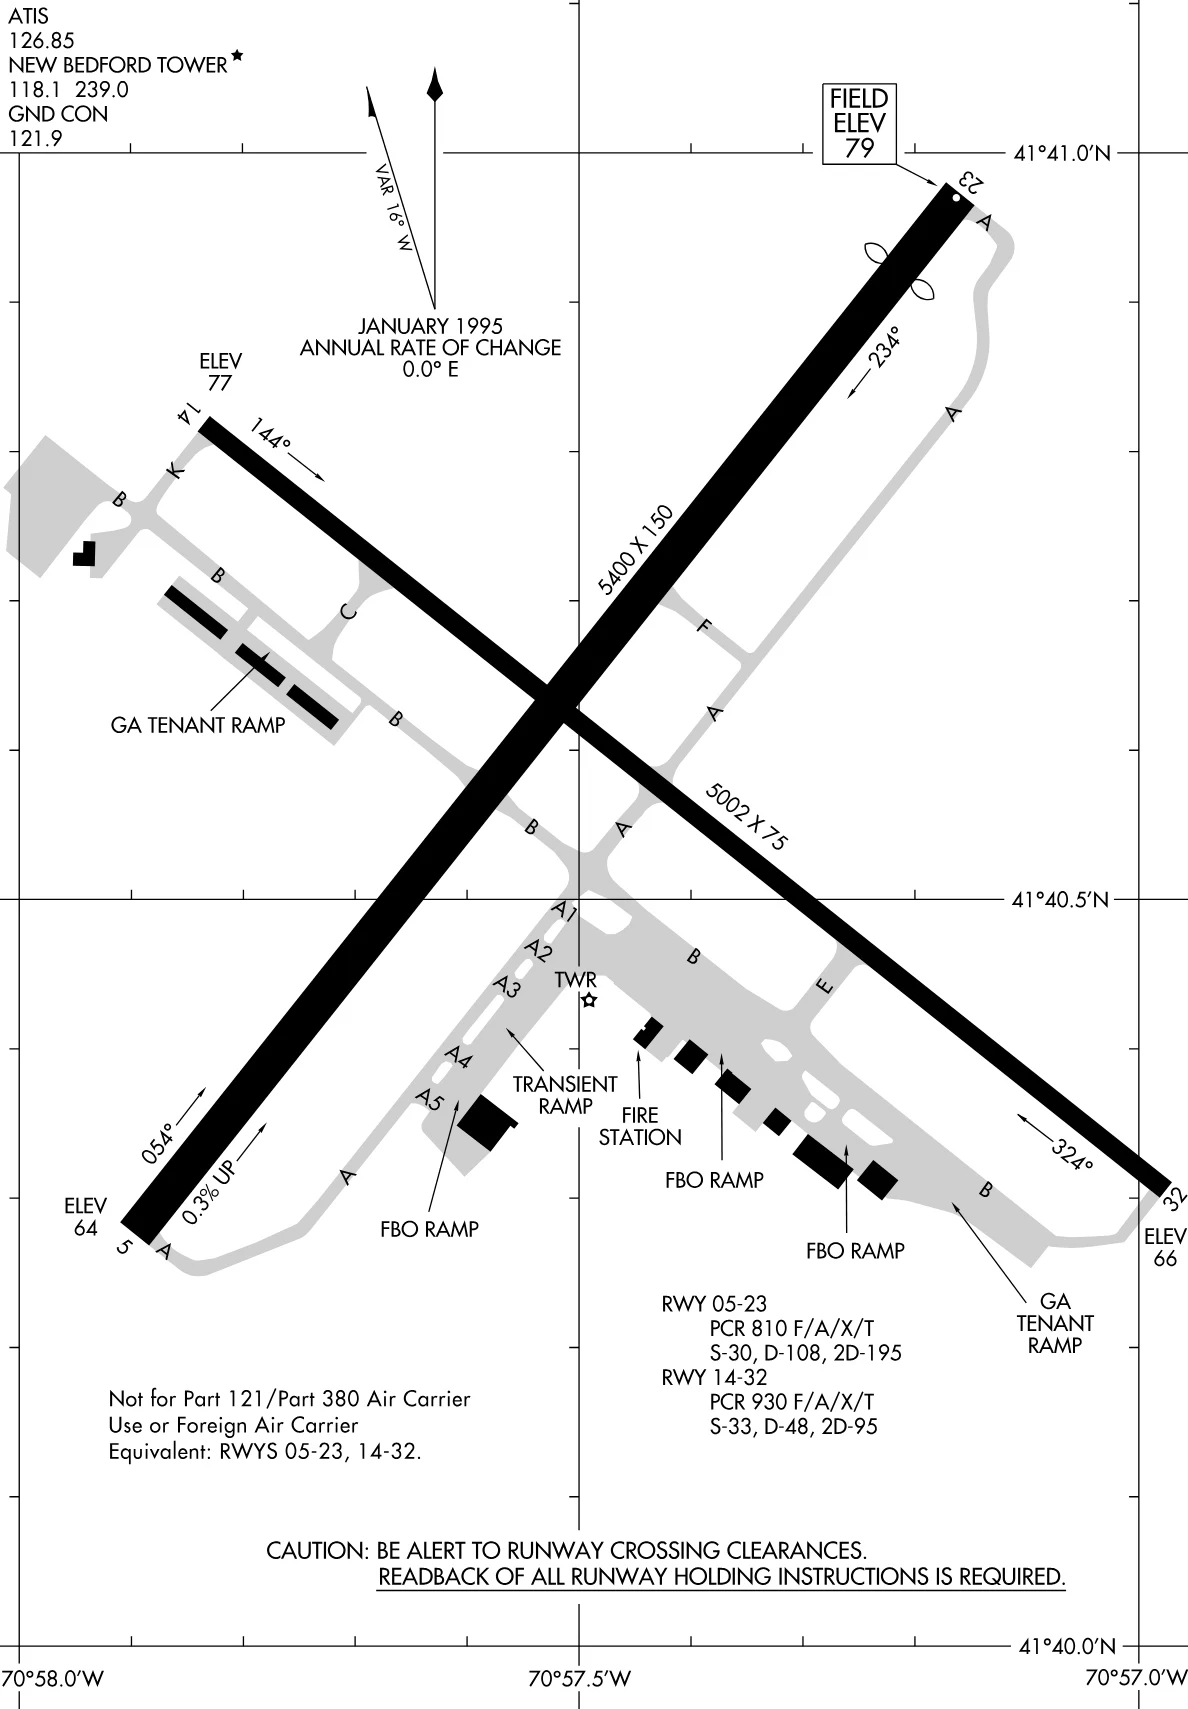 ATIS
126.85
NEW BEDFORD TOWER
118.1 239.0
GND CON
121.9
VAR 16° W
JANUARY 1995
ANNUAL RATE OF CHANGE
0.0° E
FIELD
ELEV
79
41°41.0'N
23
A
234°
A
ELEV
77
14
144°
K
B
B
C
GA TENANT RAMP
B
5400 X 150
F
A
5002 X 75
B
A
41°40.5'N
A1
A2
A3
A4
A5
TWR
B
E
TRANSIENT
RAMP
FIRE
STATION
FBO RAMP
FBO RAMP
FBO RAMP
054°
0.3% UP
A
ELEV
64
5
A
324°
B
32
ELEV
66
GA
TENANT
RAMP
RWY 05-23
PCR 810 F/A/X/T
S-30, D-108, 2D-195
RWY 14-32
PCR 930 F/A/X/T
S-33, D-48, 2D-95
Not for Part 121/Part 380 Air Carrier
Use or Foreign Air Carrier
Equivalent: RWYS 05-23, 14-32.
CAUTION: BE ALERT TO RUNWAY CROSSING CLEARANCES.
READBACK OF ALL RUNWAY HOLDING INSTRUCTIONS IS REQUIRED.
41°40.0'N
70°58.0'W
70°57.5'W
70°57.0'W